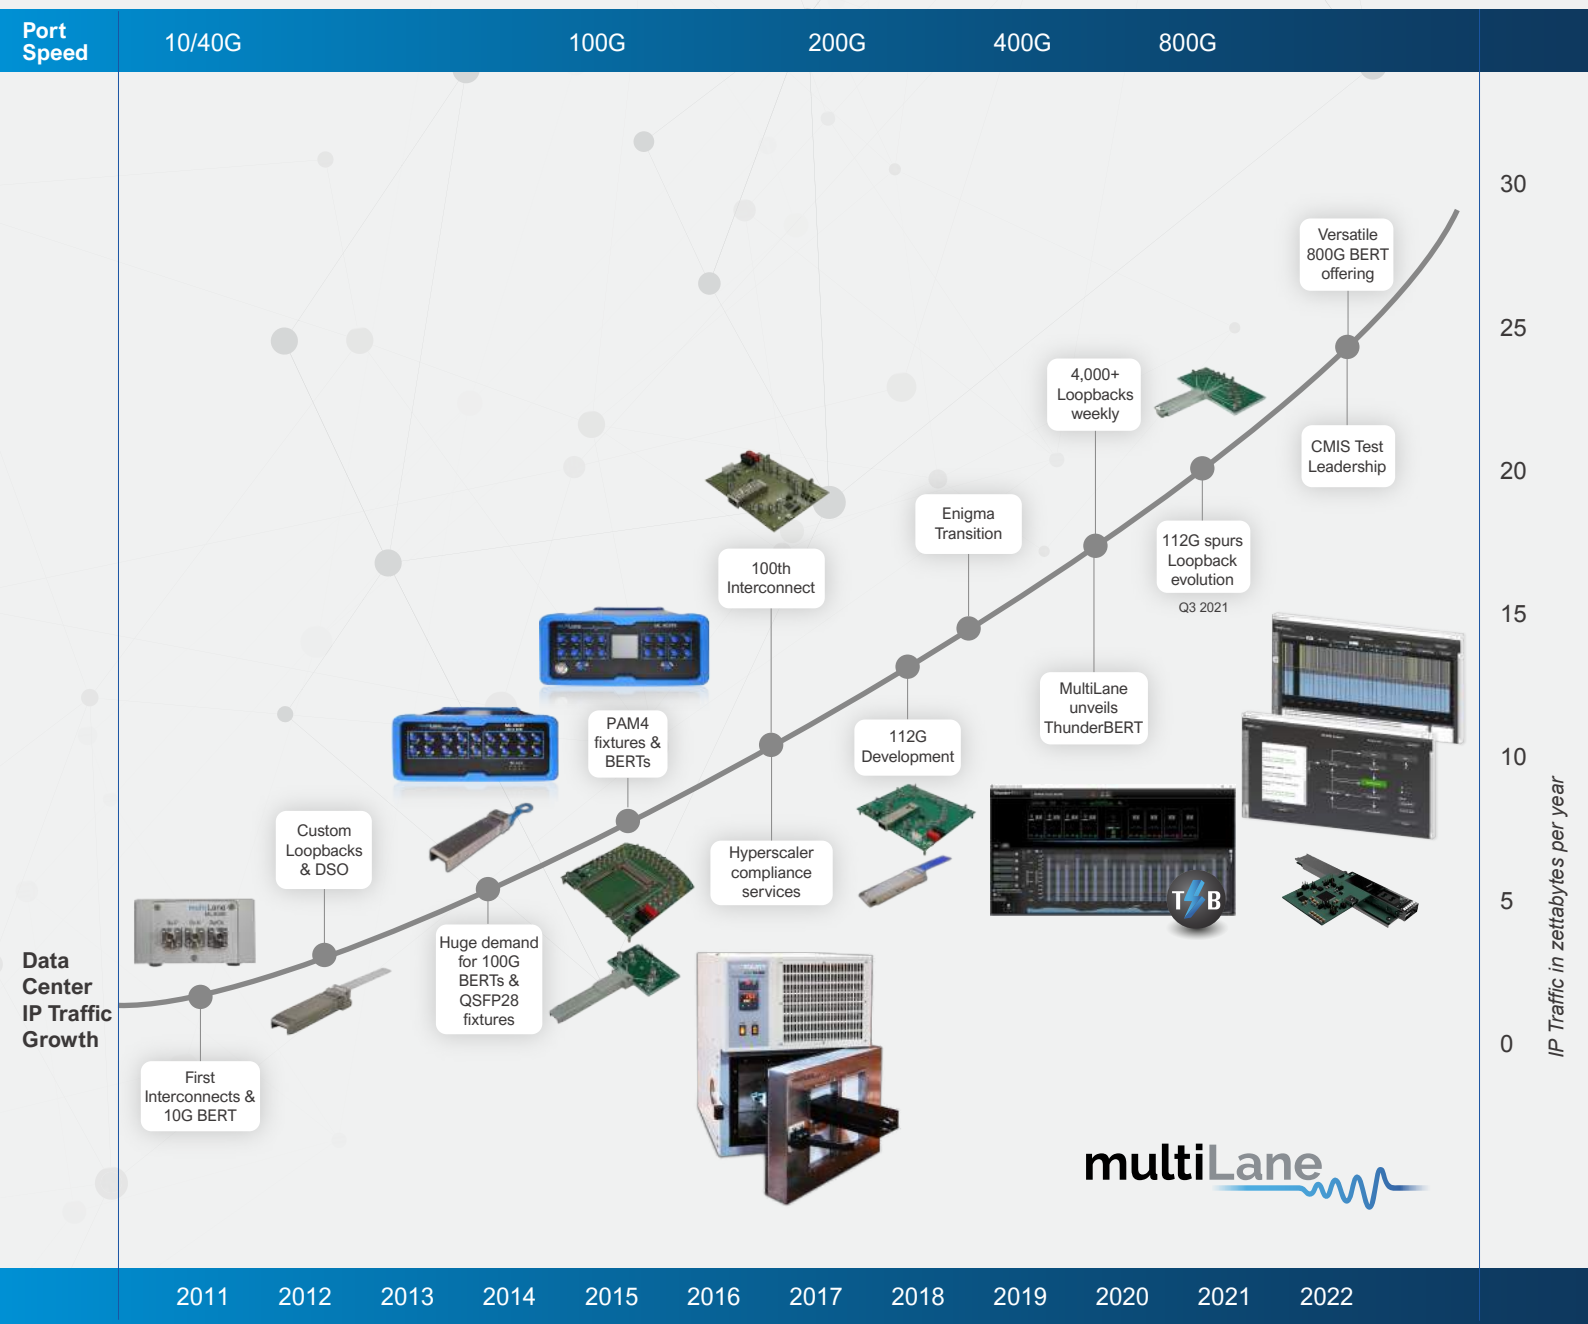 Port
Speed
10/40G
100G
200G
400G
800G
30
25
20
15
10
5
0
IP Traffic in zettabytes per year
Versatile
800G BERT
offering
CMIS Test
Leadership
4,000+
Loopbacks
weekly
112G spurs
Loopback
evolution
Q3 2021
Enigma
Transition
MultiLane
unveils
ThunderBERT
100th
Interconnect
112G
Development
PAM4
fixtures &
BERTs
Hyperscaler
compliance
services
Custom
Loopbacks
& DSO
Huge demand
for 100G
BERTs &
QSFP28
fixtures
multiLane
T B
Data
Center
IP Traffic
Growth
First
Interconnects &
10G BERT
multiLane
2011
2012
2013
2014
2015
2016
2017
2018
2019
2020
2021
2022